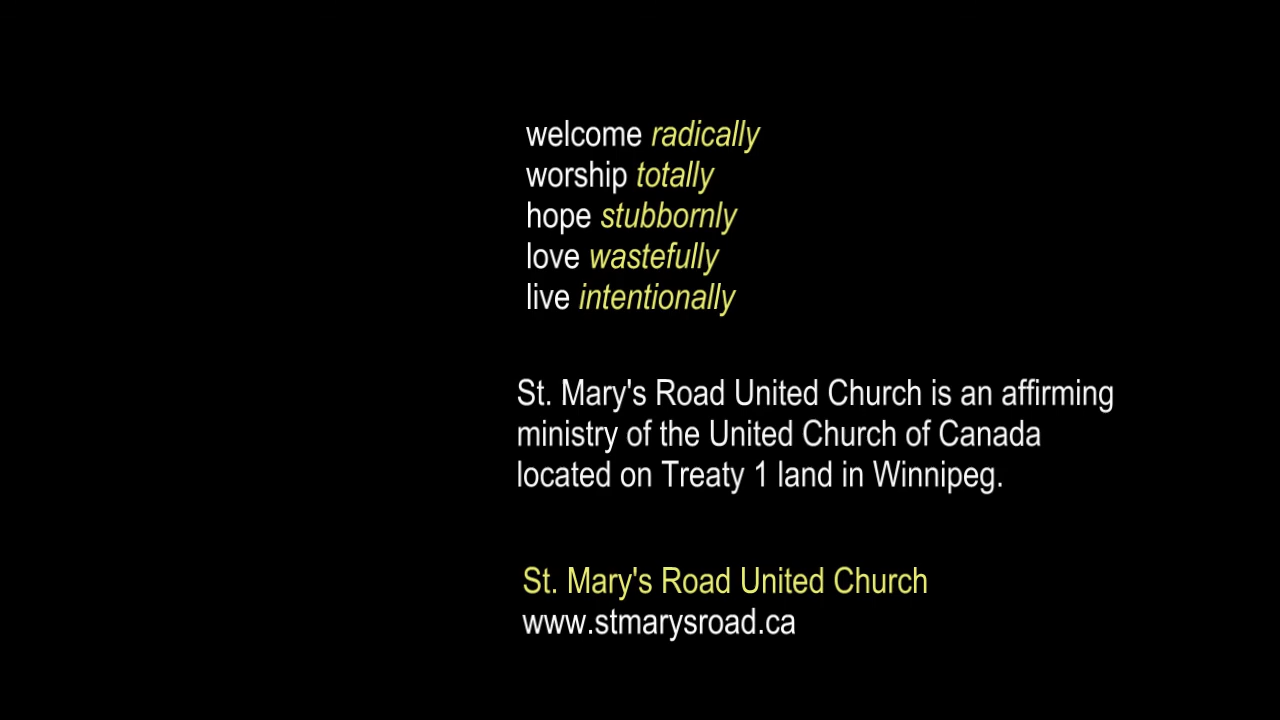 welcome radically
worship totally
hope stubbornly
love wastefully
live intentionally
St. Mary's Road United Church is an affirming
ministry of the United Church of Canada
located on Treaty 1 land in Winnipeg.
St. Mary's Road United Church
www.stmarysroad.ca